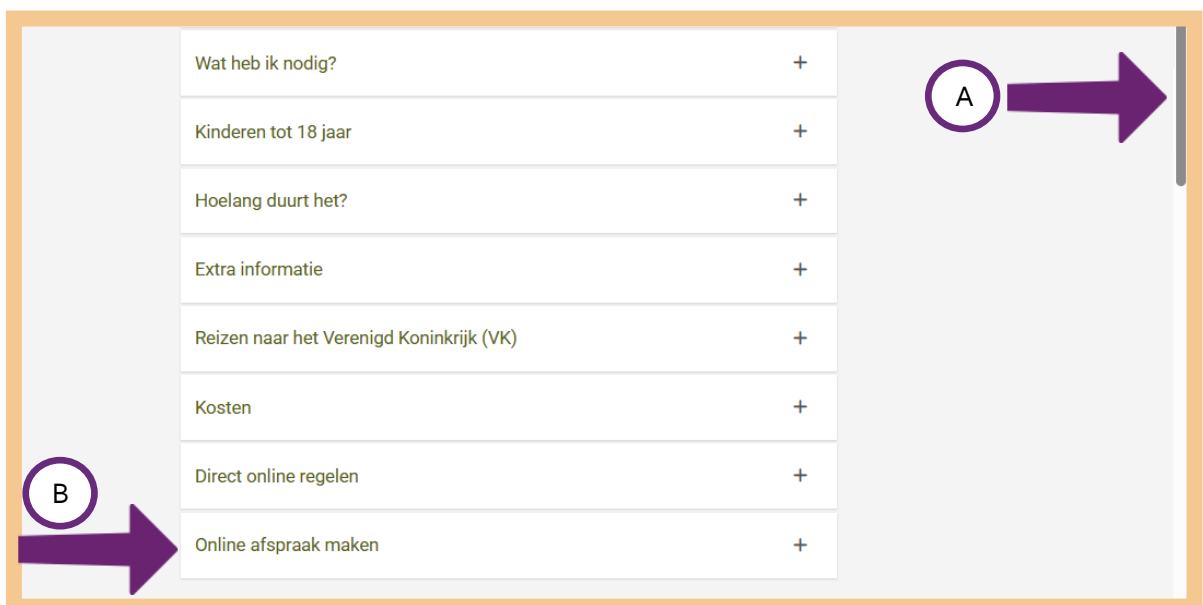 Wat heb ik nodig?
A
Kinderen tot 18 jaar
Hoelang duurt het?
Extra informatie
Reizen naar het Verenigd Koninkrijk (VK)
Kosten
Direct online regelen
B
Online afspraak maken